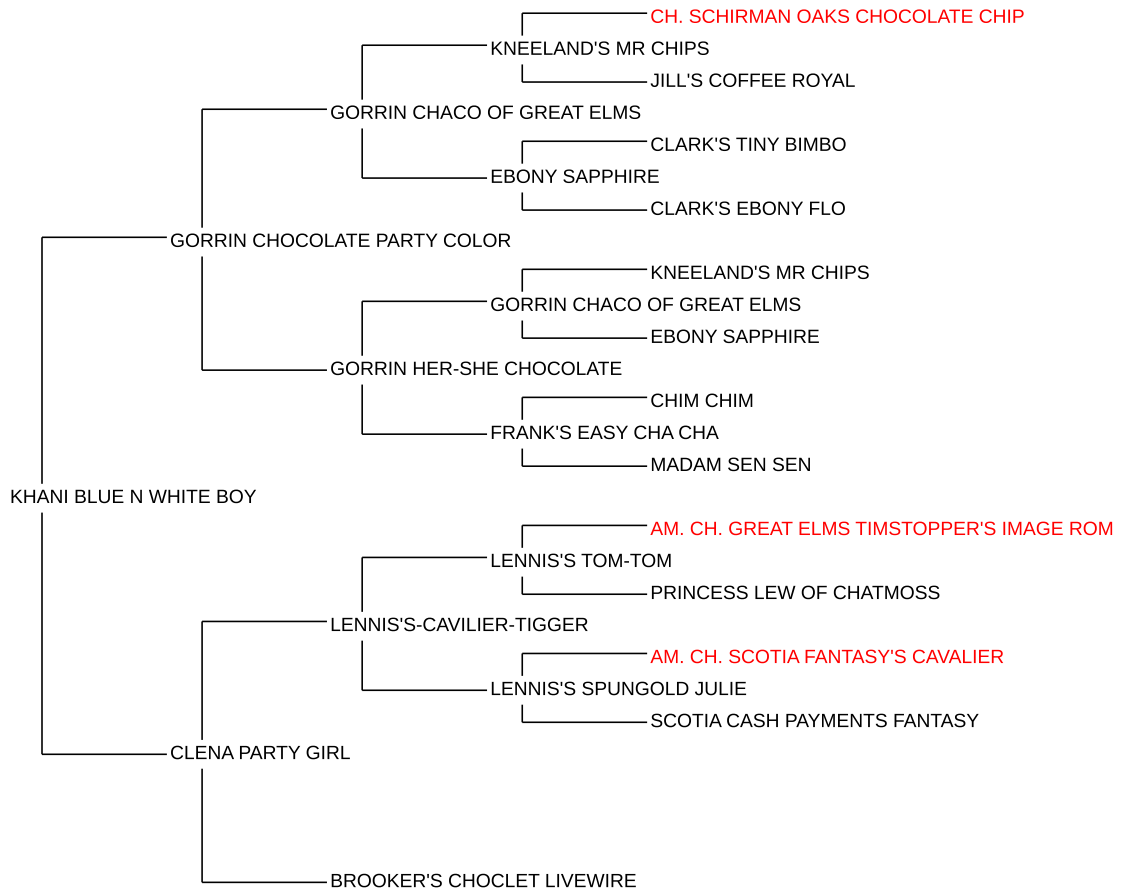 CH. SCHIRMAN OAKS CHOCOLATE CHIP
KNEELAND'S MR CHIPS
JILL'S COFFEE ROYAL
GORRIN CHACO OF GREAT ELMS
CLARK'S TINY BIMBO
EBONY SAPPHIRE
CLARK'S EBONY FLO
GORRIN CHOCOLATE PARTY COLOR
KNEELAND'S MR CHIPS
GORRIN CHACO OF GREAT ELMS
EBONY SAPPHIRE
GORRIN HER-SHE CHOCOLATE
CHIM CHIM
FRANK'S EASY CHA CHA
MADAM SEN SEN
KHANI BLUE N WHITE BOY
AM. CH. GREAT ELMS TIMSTOPPER'S IMAGE ROM
LENNIS'S TOM-TOM
PRINCESS LEW OF CHATMOSS
LENNIS'S-CAVILIER-TIGGER
AM. CH. SCOTIA FANTASY'S CAVALIER
LENNIS'S SPUNGOLD JULIE
SCOTIA CASH PAYMENTS FANTASY
CLENA PARTY GIRL
BROOKER'S CHOCLET LIVEWIRE